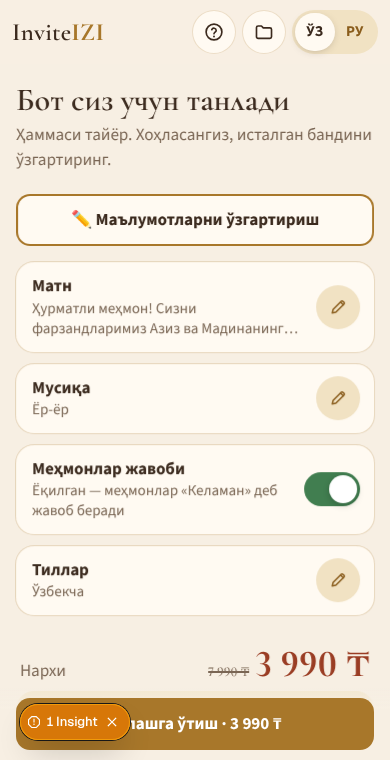 InviteIZI
ЎЗ
РУ
Бот сиз учун танлади
Ҳаммаси тайёр. Хоҳласангиз, исталган бандини
ўзгартиринг.
✏️ Маълумотларни ўзгартириш
Матн
Ҳурматли меҳмон! Сизни
фарзандларимиз Азиз ва Мадинанинг…
Мусиқа
Ёр-ёр
Меҳмонлар жавоби
Ёқилган — меҳмонлар «Келаман» деб
жавоб беради
Тиллар
Ўзбекча
Нархи
7 990 ₸ 3 990 ₸
1 Insight
ўтиш · 3 990 ₸